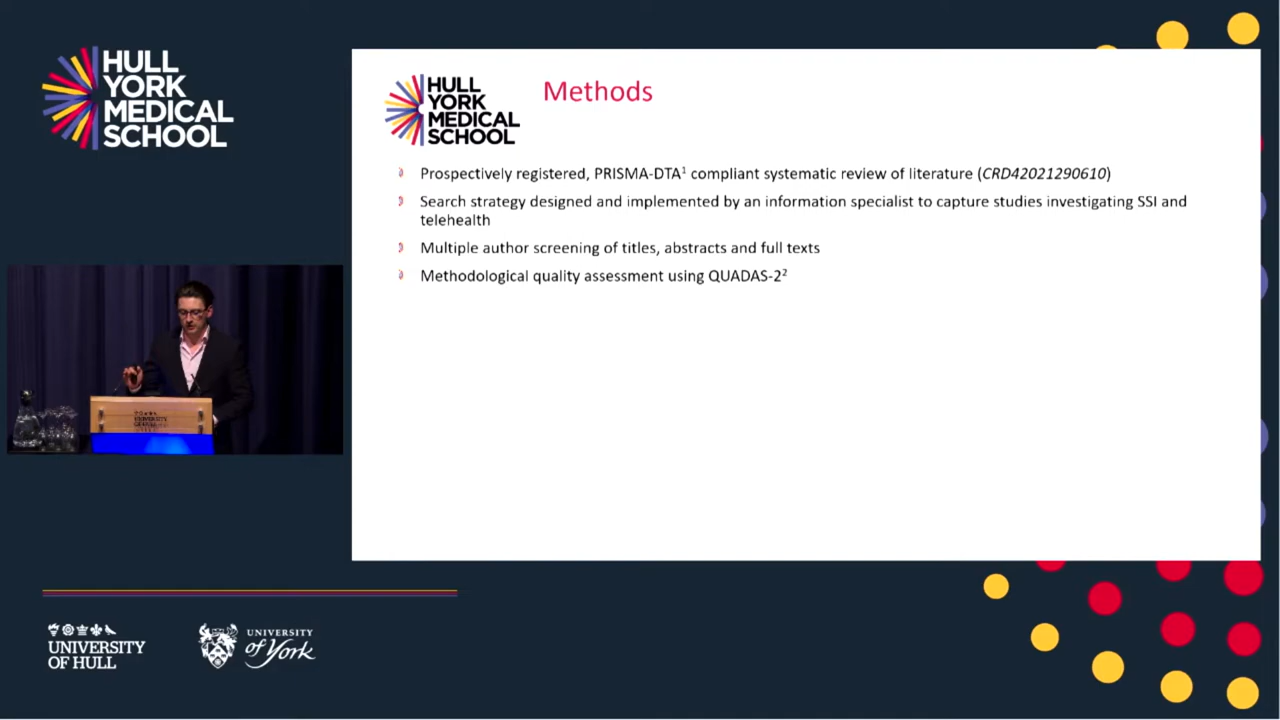 HULL
YORK
MEDICAL
SCHOOL
HULL
YORK
MEDICAL
SCHOOL
Methods
Prospectively registered, PRISMA-DTA¹ compliant systematic review of literature (CRD42021290610)
Search strategy designed and implemented by an information specialist to capture studies investigating SSI and
telehealth
Multiple author screening of titles, abstracts and full texts
Methodological quality assessment using QUADAS-2²
UNIVERSITY
OF HULL
UNIVERSITY
of York